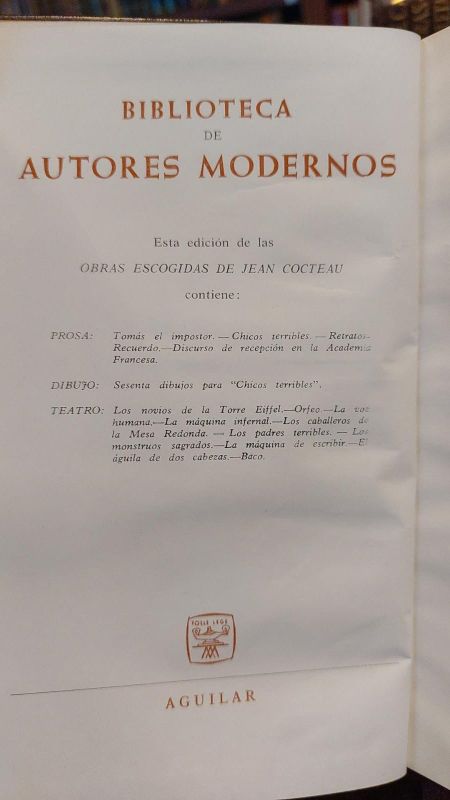 BIBLIOTECA
DE
AUTORES MODERNOS
Esta edición de las
OBRAS ESCOGIDAS DE JEAN COCTEAU
contiene:
PROSA: Tomás el impostor. — Chicos terribles. — Retratos-
Recuerdo.—Discurso de recepción en la Academia
Francesa.
DIBUJO: Sesenta dibujos para "Chicos terribles".
TEATRO: Los novios de la Torre Eiffel.—Orfeo.—La voz
humana.—La máquina infernal.—Los caballeros de
la Mesa Redonda. — Los padres terribles. — Los
monstruos sagrados.—La máquina de escribir.—El
águila de dos cabezas.—Baco.
TOLLE LEGE
AGUILAR